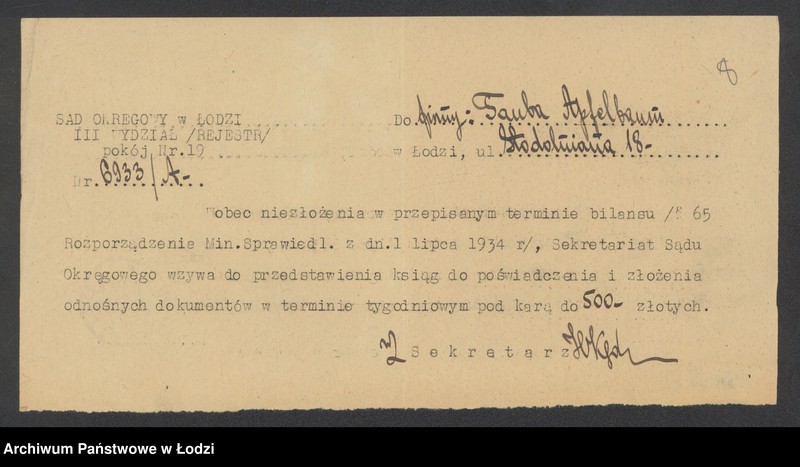 8
SĄD OKRĘGOWY w ŁODZI
III WYDZIAŁ /REJESTR/
pokój Nr.19
Nr. 6933/A-
Do firmy: Tauba Apfelbaum
w Łodzi, ul. Stodolniana 18-
Wobec niezłożenia w przepisanym terminie bilansu /§ 65
Rozporządzenie Min.Sprawiedl. z dn.1 lipca 1934 r/, Sekretariat Sądu
Okręgowego wzywa do przedstawienia ksiąg do poświadczenia i złożenia
odnośnych dokumentów w terminie tygodniowym pod karą do 500- złotych.
Sekretarz
Archiwum Państwowe w Łodzi